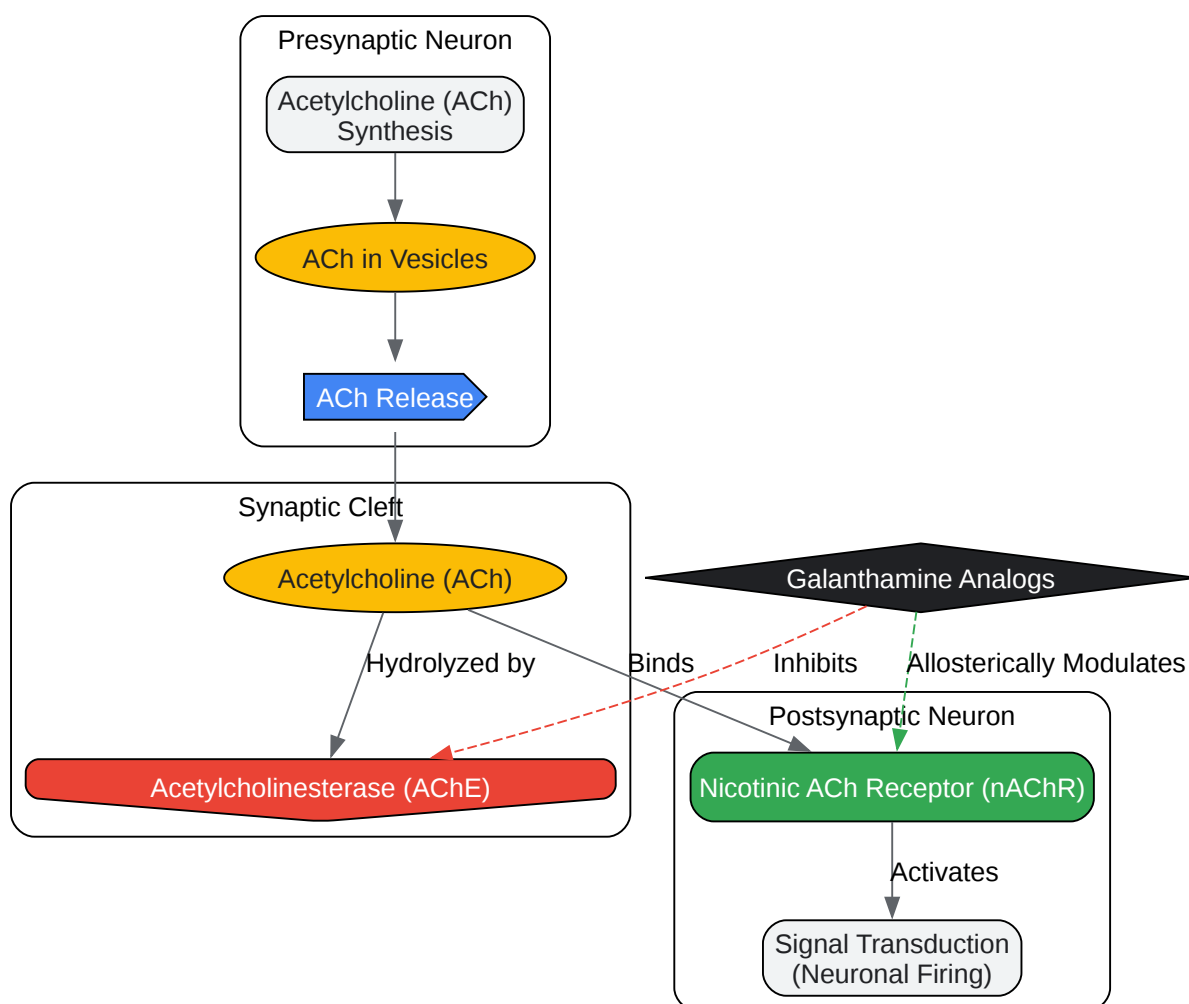 Presynaptic Neuron
Acetylcholine (ACh)
Synthesis
ACh in Vesicles
ACh Release
Synaptic Cleft
Acetylcholine (ACh)
Galanthamine Analogs
Hydrolyzed by
Binds
Inhibits
Allosterically Modulates
Postsynaptic Neuron
Acetylcholinesterase (AChE)
Nicotinic ACh Receptor (nAChR)
Activates
Signal Transduction
(Neuronal Firing)